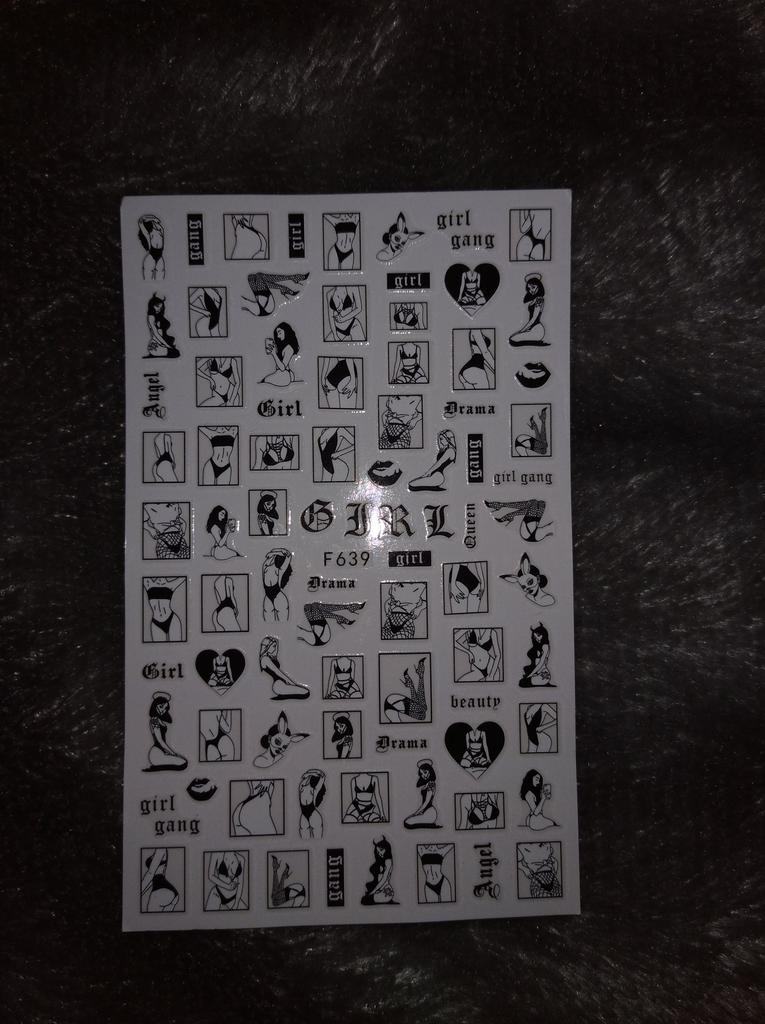 gang
girl
girl
gang
girl
Angel
Girl
Drama
gang
girl gang
GIRL
Queen
F639
girl
Drama
Girl
beauty
Drama
girl
gang
gang
Angel